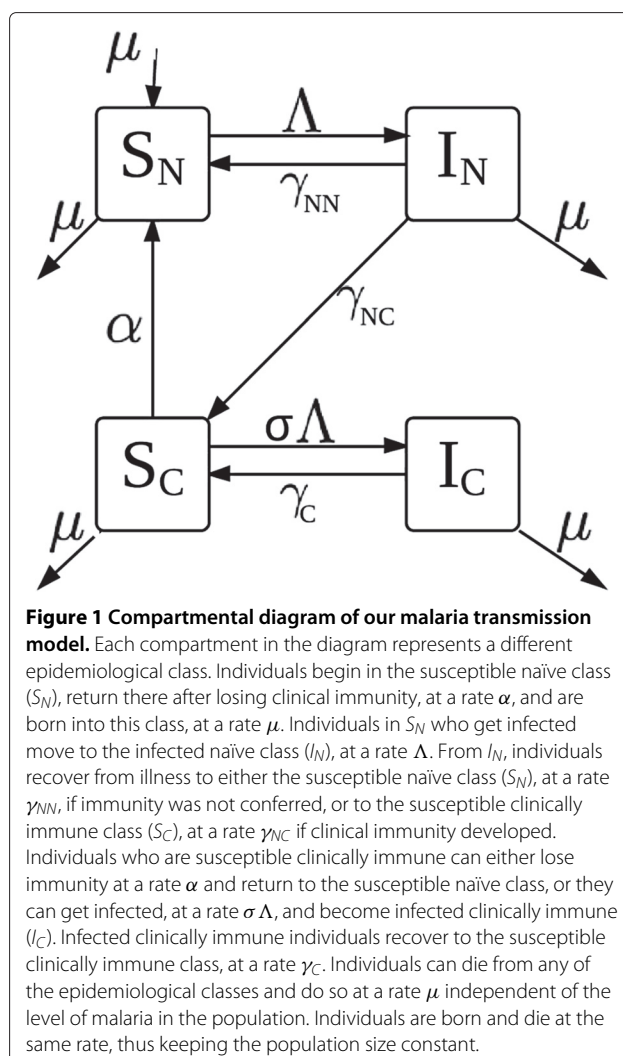 μ
Λ
S_N
I_N
γ_NN
μ
μ
α
γ_NC
σΛ
S_C
I_C
γ_C
μ
μ
Figure 1 Compartmental diagram of our malaria transmission
model. Each compartment in the diagram represents a different
epidemiological class. Individuals begin in the susceptible naïve class
(S_N), return there after losing clinical immunity, at a rate α, and are
born into this class, at a rate μ. Individuals in S_N who get infected
move to the infected naïve class (I_N), at a rate Λ. From I_N, individuals
recover from illness to either the susceptible naïve class (S_N), at a rate
γ_NN, if immunity was not conferred, or to the susceptible clinically
immune class (S_C), at a rate γ_NC if clinical immunity developed.
Individuals who are susceptible clinically immune can either lose
immunity at a rate α and return to the susceptible naïve class, or they
can get infected, at a rate σΛ, and become infected clinically immune
(I_C). Infected clinically immune individuals recover to the susceptible
clinically immune class, at a rate γ_C. Individuals can die from any of
the epidemiological classes and do so at a rate μ independent of the
level of malaria in the population. Individuals are born and die at the
same rate, thus keeping the population size constant.